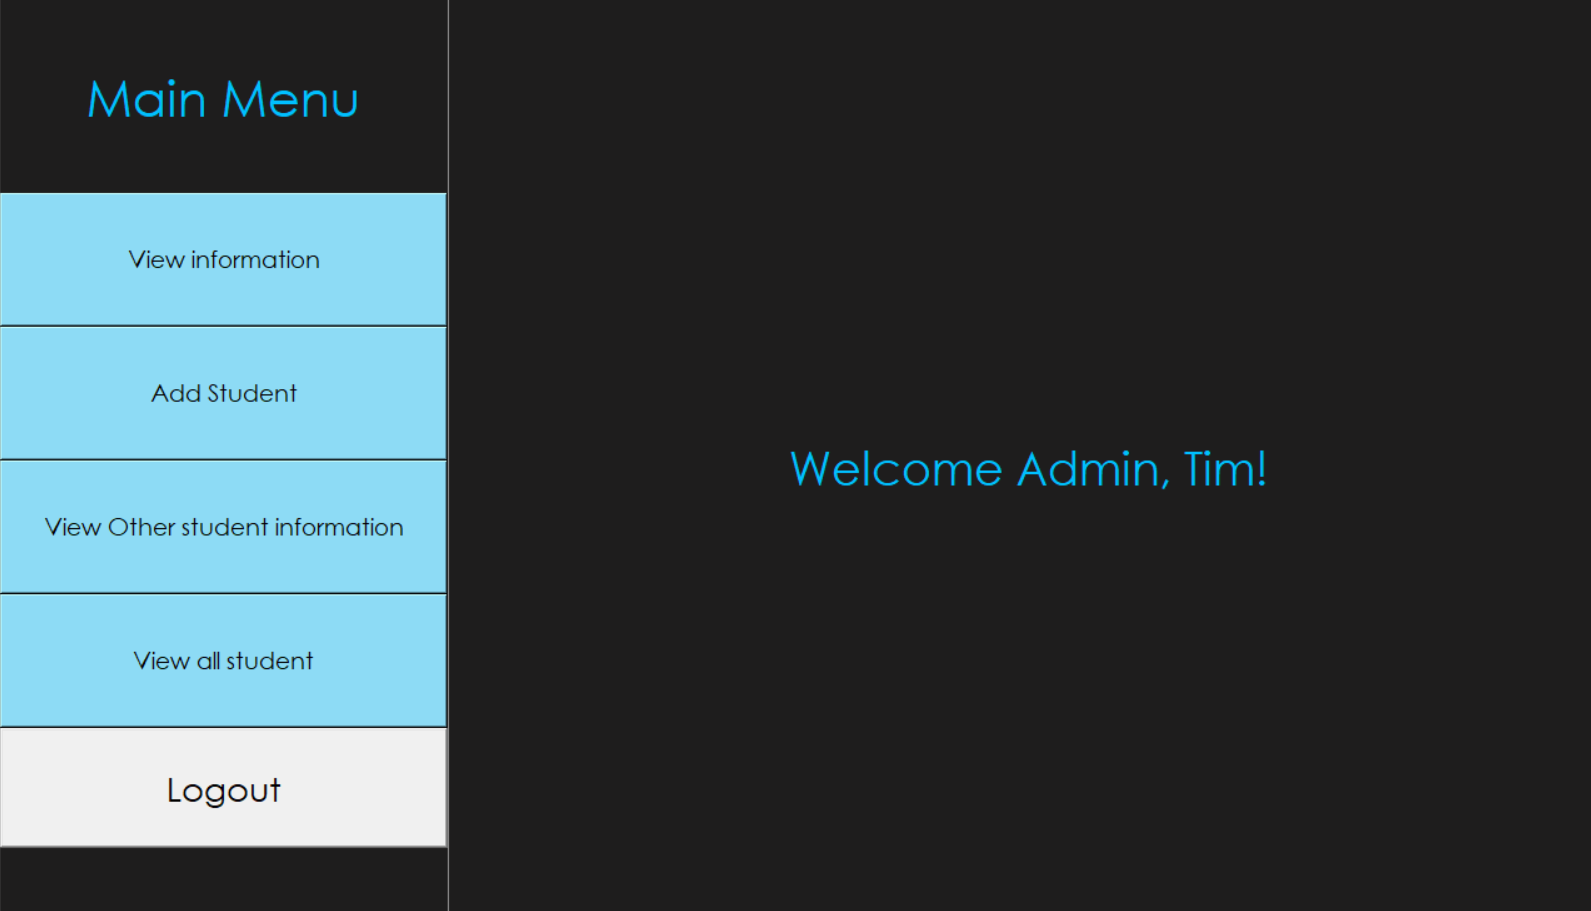 Main Menu
View information
Add Student
View Other student information
View all student
Logout
Welcome Admin, Tim!